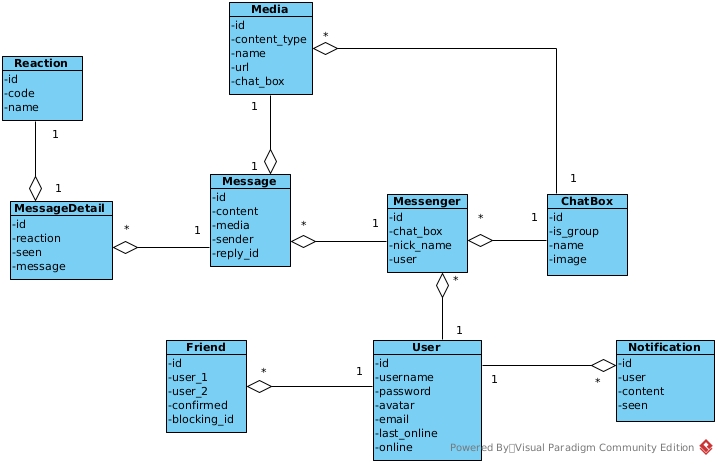 Media
-id
-content_type
-name
-url
-chat_box
*
1
1
1
Reaction
-id
-code
-name
1
1
MessageDetail
-id
-reaction
-seen
-message
*
1
Message
-id
-content
-media
-sender
-reply_id
*
1
Messenger
-id
-chat_box
-nick_name
-user
*
1
ChatBox
-id
-is_group
-name
-image
*
1
Friend
-id
-user_1
-user_2
-confirmed
-blocking_id
*
1
User
-id
-username
-password
-avatar
-email
-last_online
-online
1
*
Notification
-id
-user
-content
-seen
Powered By Visual Paradigm Community Edition